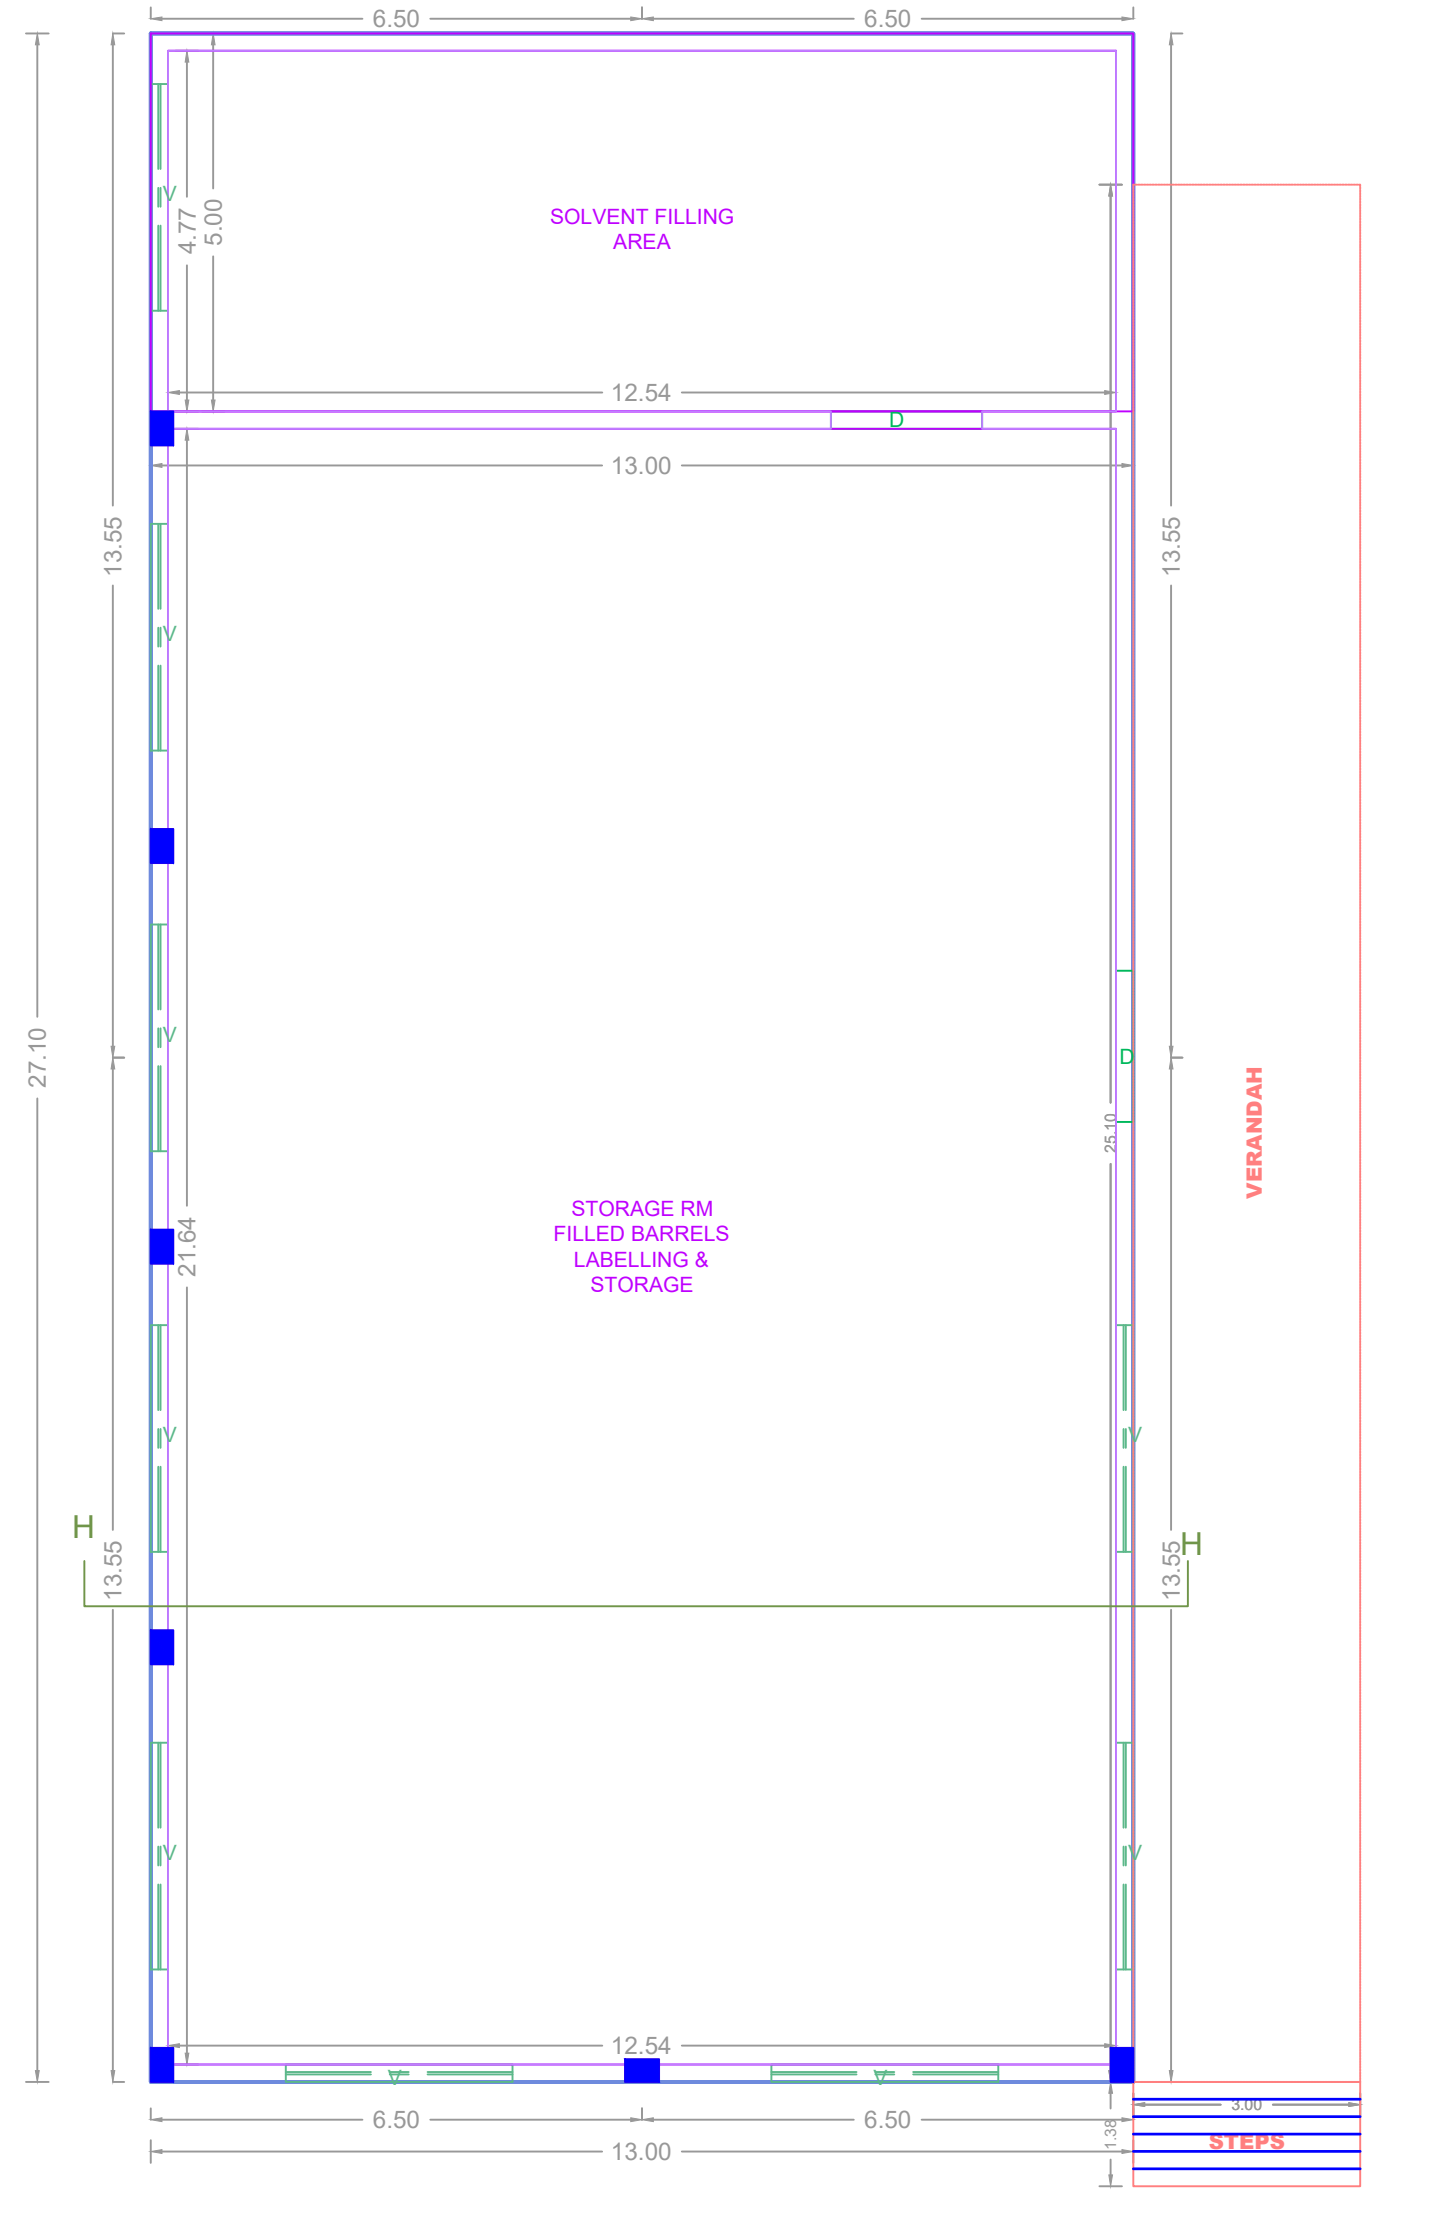 6.50
6.50
V
4.77
5.00
SOLVENT FILLING
AREA
12.54
D
13.00
13.55
13.55
V
27.10
V
D
25.10
VERANDAH
21.64
STORAGE RM
FILLED BARRELS
LABELLING &
STORAGE
V
V
H
H
13.55
13.55
V
V
12.54
V
V
3.00
6.50
6.50
1.38
STEPS
13.00